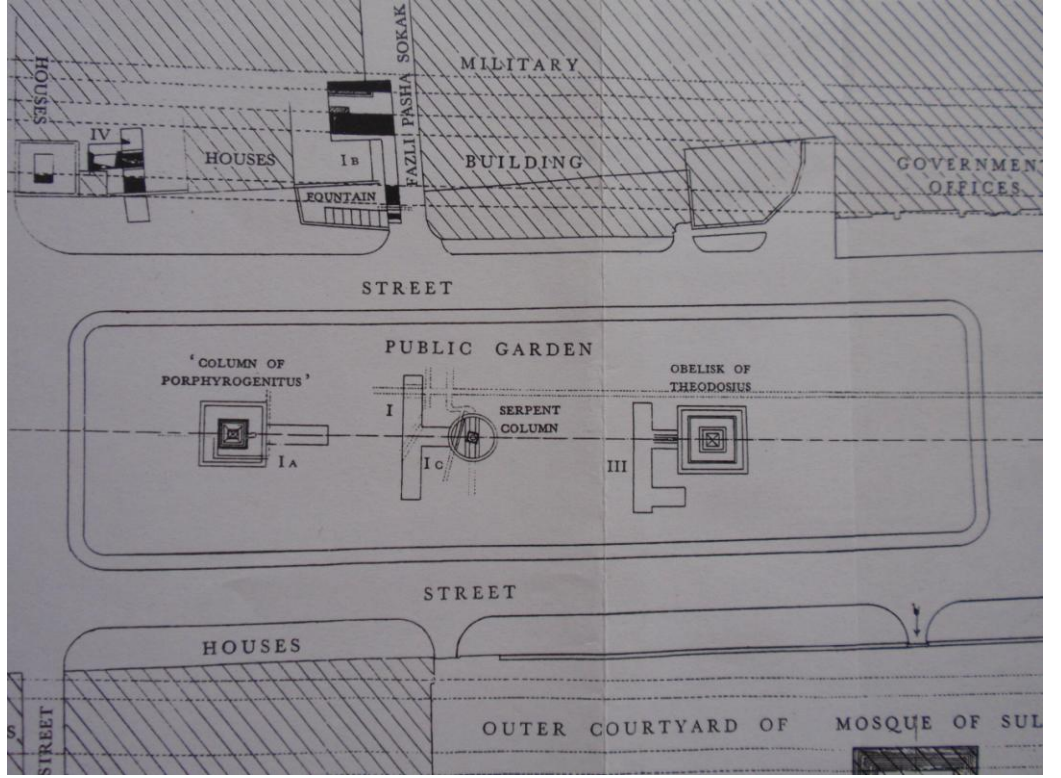 HOUSES
IV
HOUSES
IB
FOUNTAIN
FAZLI PASHA SOKAK
MILITARY
BUILDING
GOVERNMENT
OFFICES
STREET
PUBLIC GARDEN
'COLUMN OF
PORPHYROGENITUS'
IA
I
IC
SERPENT
COLUMN
III
OBELISK OF
THEODOSIUS
STREET
HOUSES
S
STREET
OUTER COURTYARD OF MOSQUE OF SUL